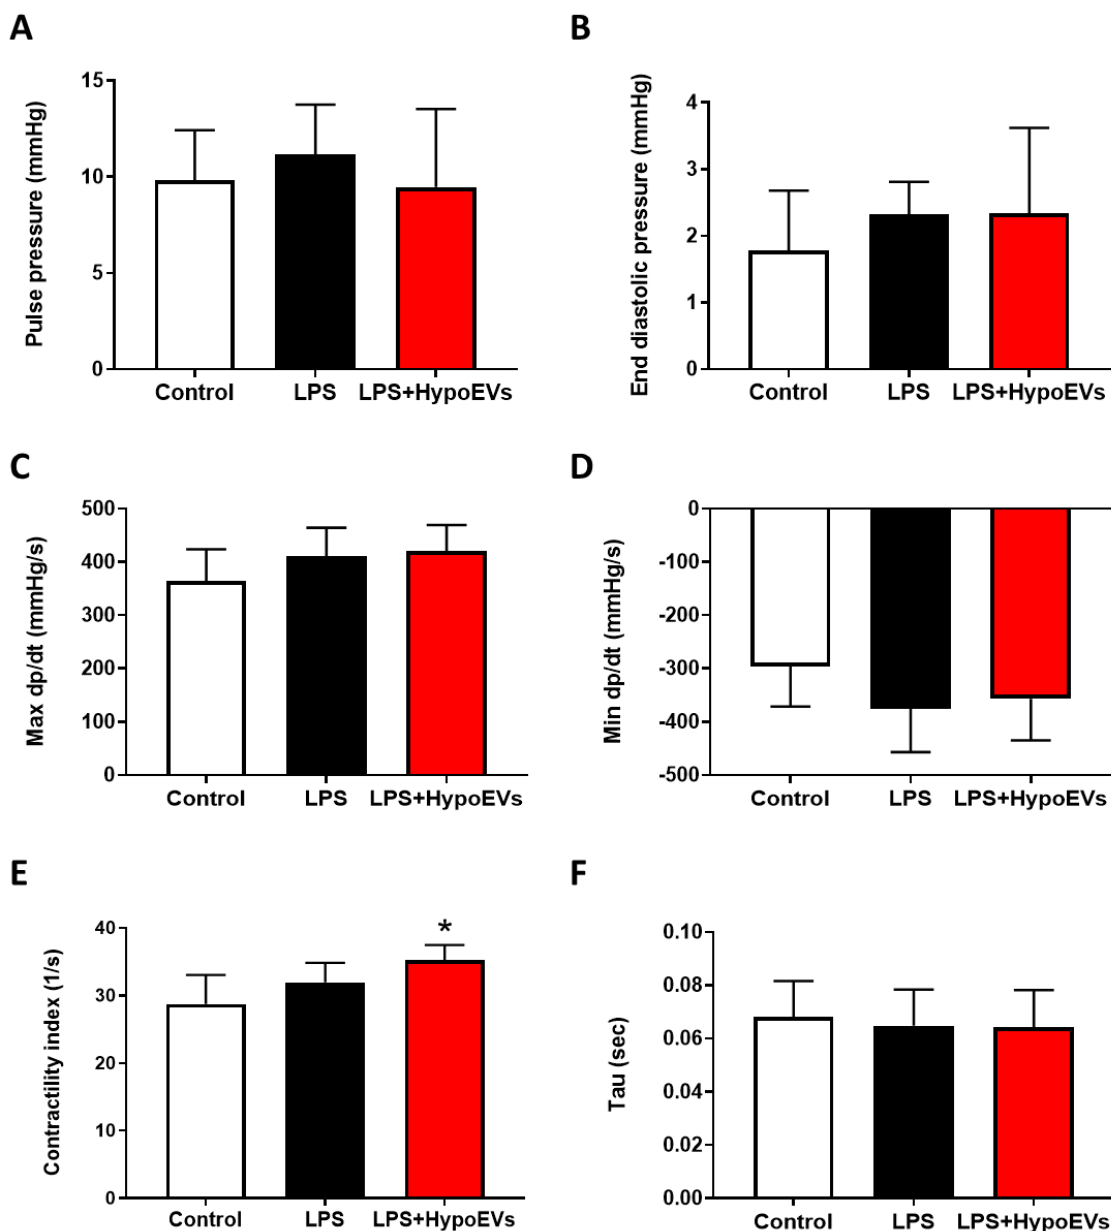 A
Pulse pressure (mmHg)
15
10
5
0
Control LPS LPS+HypoEVs
B
End diastolic pressure (mmHg)
4
3
2
1
0
Control LPS LPS+HypoEVs
C
Max dp/dt (mmHg/s)
500
400
300
200
100
0
Control LPS LPS+HypoEVs
D
Min dp/dt (mmHg/s)
0
-100
-200
-300
-400
-500
Control LPS LPS+HypoEVs
E
Contractility index (1/s)
40
30
20
10
0
*
Control LPS LPS+HypoEVs
F
Tau (sec)
0.10
0.08
0.06
0.04
0.02
0.00
Control LPS LPS+HypoEVs